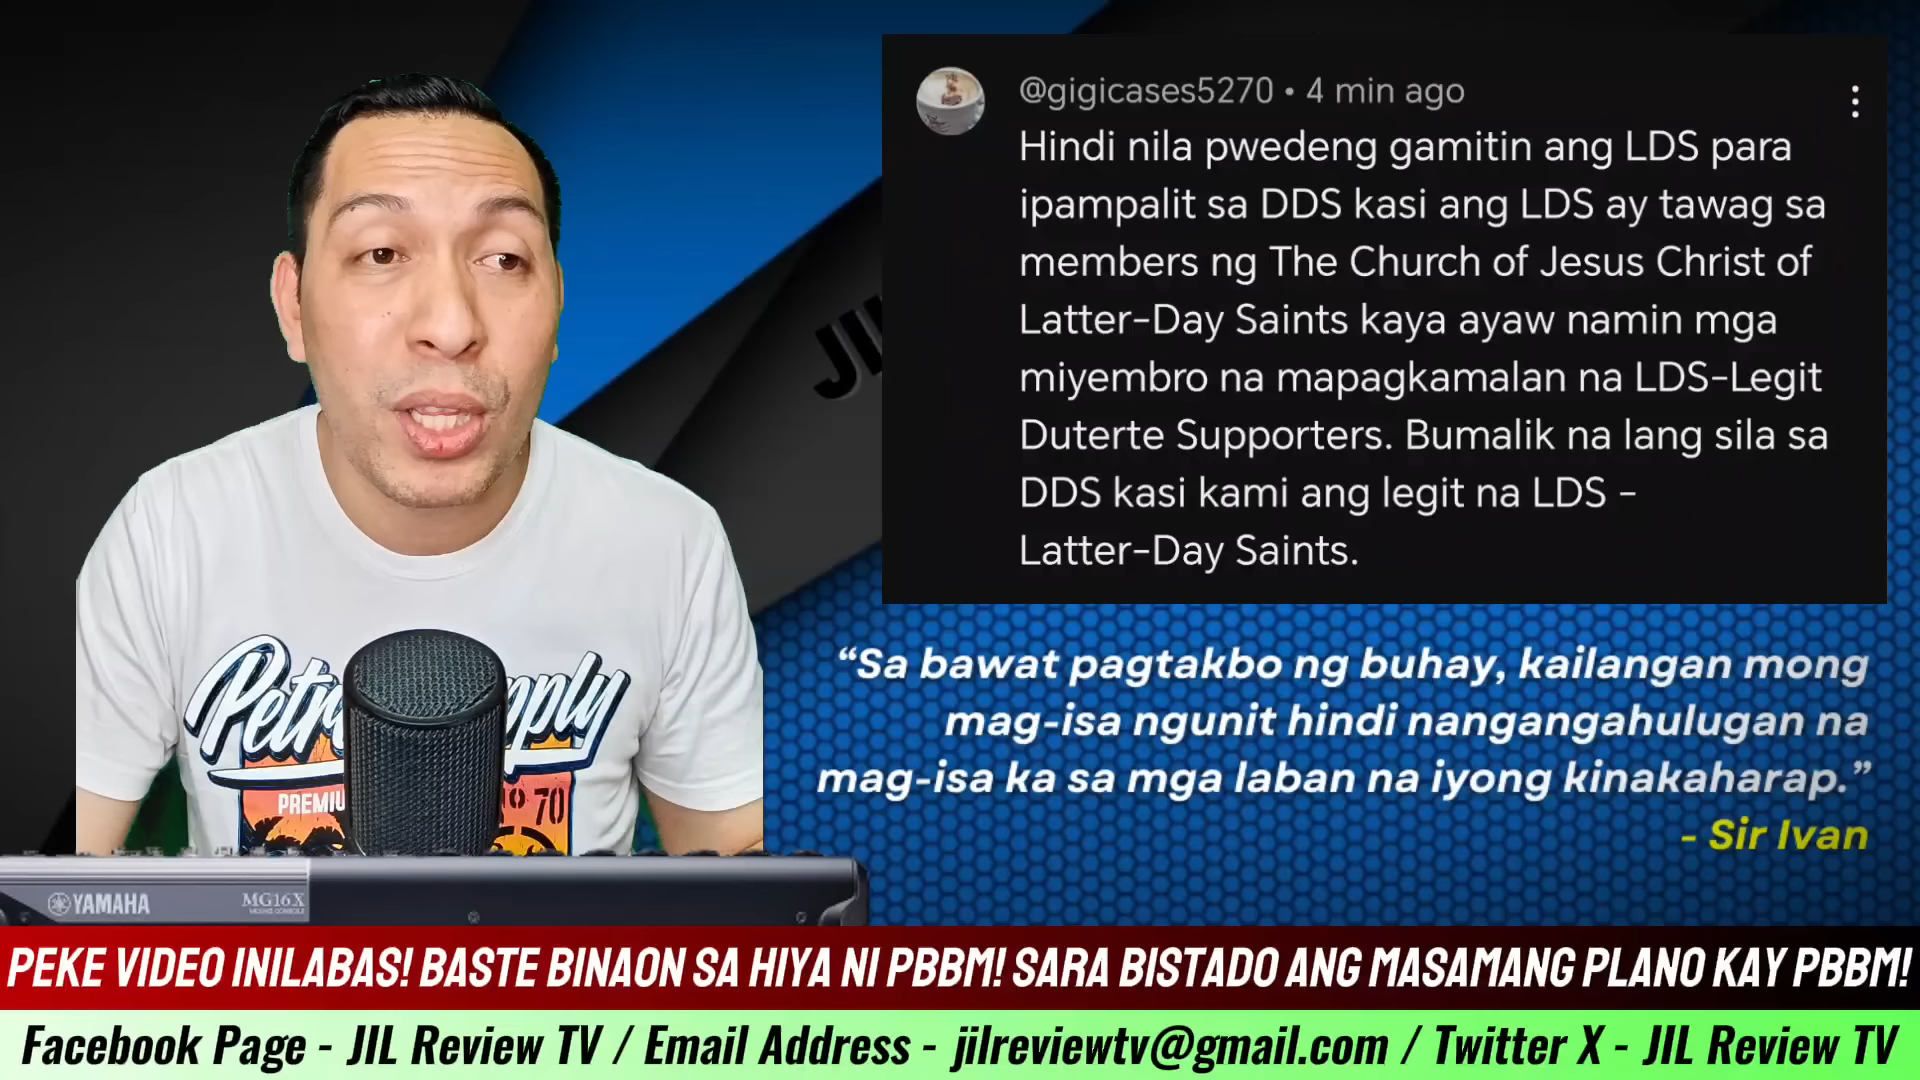 @gigicases5270 • 4 min ago
Hindi nila pwedeng gamitin ang LDS para
ipampalit sa DDS kasi ang LDS ay tawag sa
members ng The Church of Jesus Christ of
Latter-Day Saints kaya ayaw namin mga
miyembro na mapagkamalan na LDS-Legit
Duterte Supporters. Bumalik na lang sila sa
DDS kasi kami ang legit na LDS -
Latter-Day Saints.
“Sa bawat pagtakbo ng buhay, kailangan mong
mag-isa ngunit hindi nangangahulugan na
mag-isa ka sa mga laban na iyong kinakaharap.”
- Sir Ivan
70
YAMAHA
MG16X
MIXING CONSOLE
PEKE VIDEO INILABAS! BASTE BINAON SA HIYA NI PBBM! SARA BISTADO ANG MASAMANG PLANO KAY PBBM!
Facebook Page - JIL Review TV / Email Address - jilreviewtv@gmail.com / Twitter X - JIL Review TV